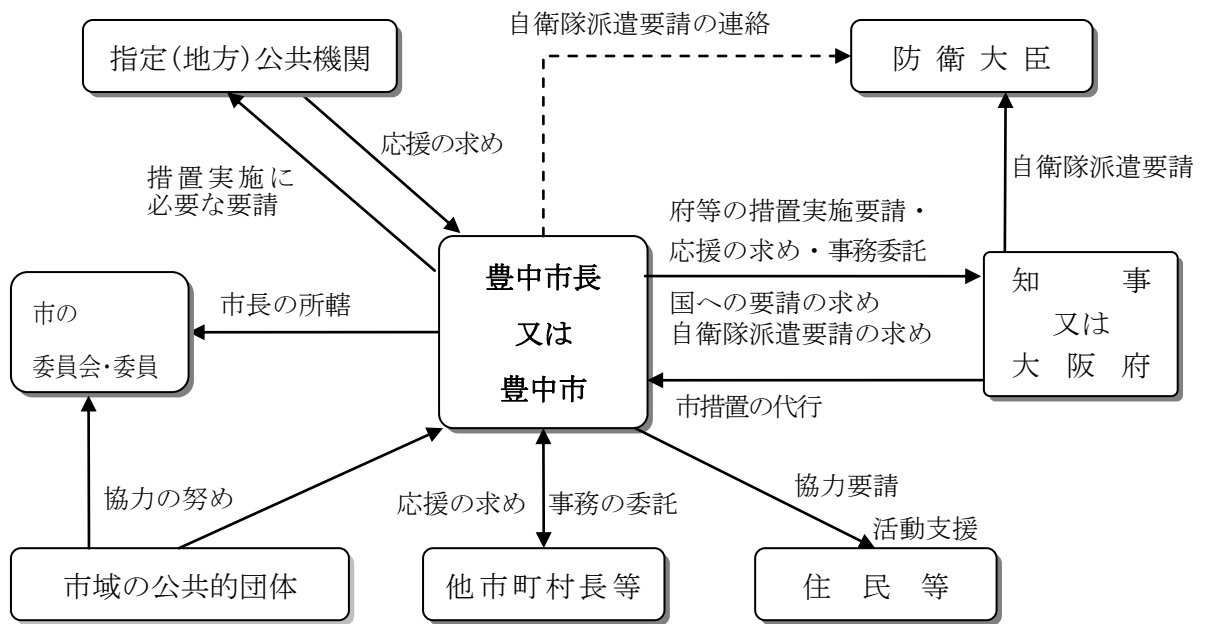 自衛隊派遣要請の連絡
指定(地方)公共機関
防衛大臣
応援の求め
措置実施に
必要な要請
自衛隊派遣要請
府等の措置実施要請・
応援の求め・事務委託
豊中市長
又は
豊中市
国への要請の求め
自衛隊派遣要請の求め
知事
又は
大阪府
市長の所轄
市の
委員会・委員
市措置の代行
協力の努め
応援の求め
事務の委託
協力要請
活動支援
市域の公共的団体
他市町村長等
住民等